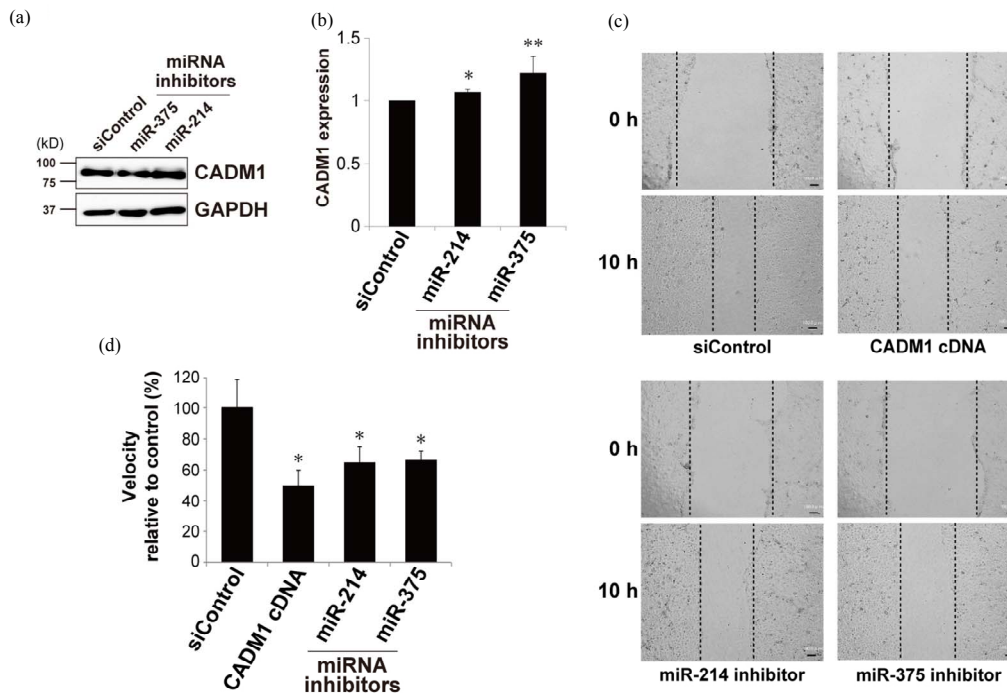 (a)
miRNA
inhibitors
siControl
miR-375
miR-214
(kD)
100
75
37
CADM1
GAPDH
(b)
CADM1 expression
1.5
1
0.5
0
*
**
siControl
miR-214
miR-375
miRNA
inhibitors
(c)
0 h
10 h
siControl
CADM1 cDNA
0 h
10 h
miR-214 inhibitor
miR-375 inhibitor
(d)
Velocity
relative to control (%)
120
100
80
60
40
20
0
*
*
*
siControl
CADM1 cDNA
miR-214
miR-375
miRNA
inhibitors